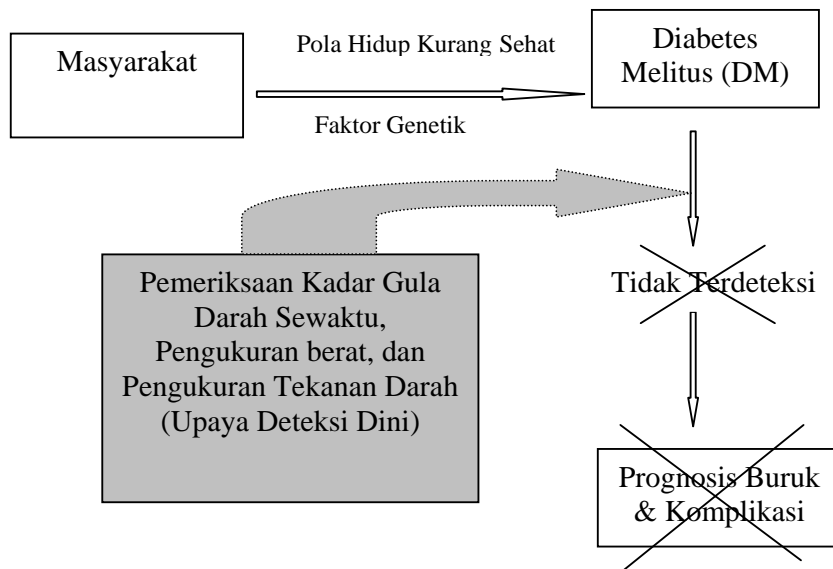 Masyarakat
Pola Hidup Kurang Sehat
Faktor Genetik
Diabetes
Melitus (DM)
Pemeriksaan Kadar Gula
Darah Sewaktu,
Pengukuran berat, dan
Pengukuran Tekanan Darah
(Upaya Deteksi Dini)
Tidak Terdeteksi
Prognosis Buruk
& Komplikasi